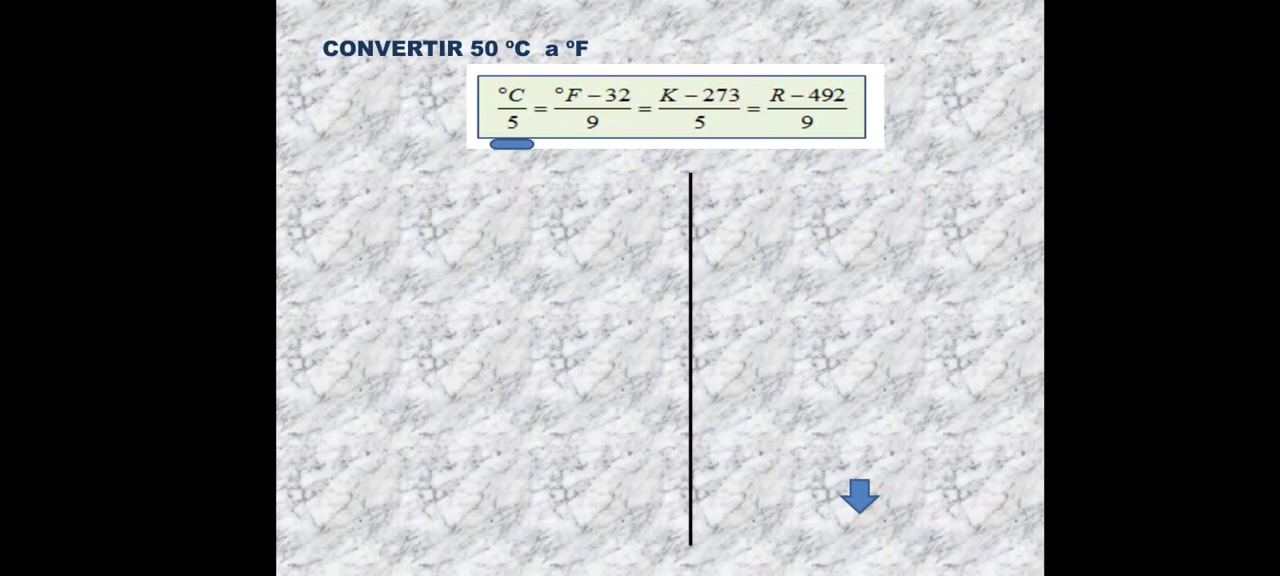 CONVERTIR 50 ºC a ºF
°C/5 = °F – 32/9 = K – 273/5 = R – 492/9